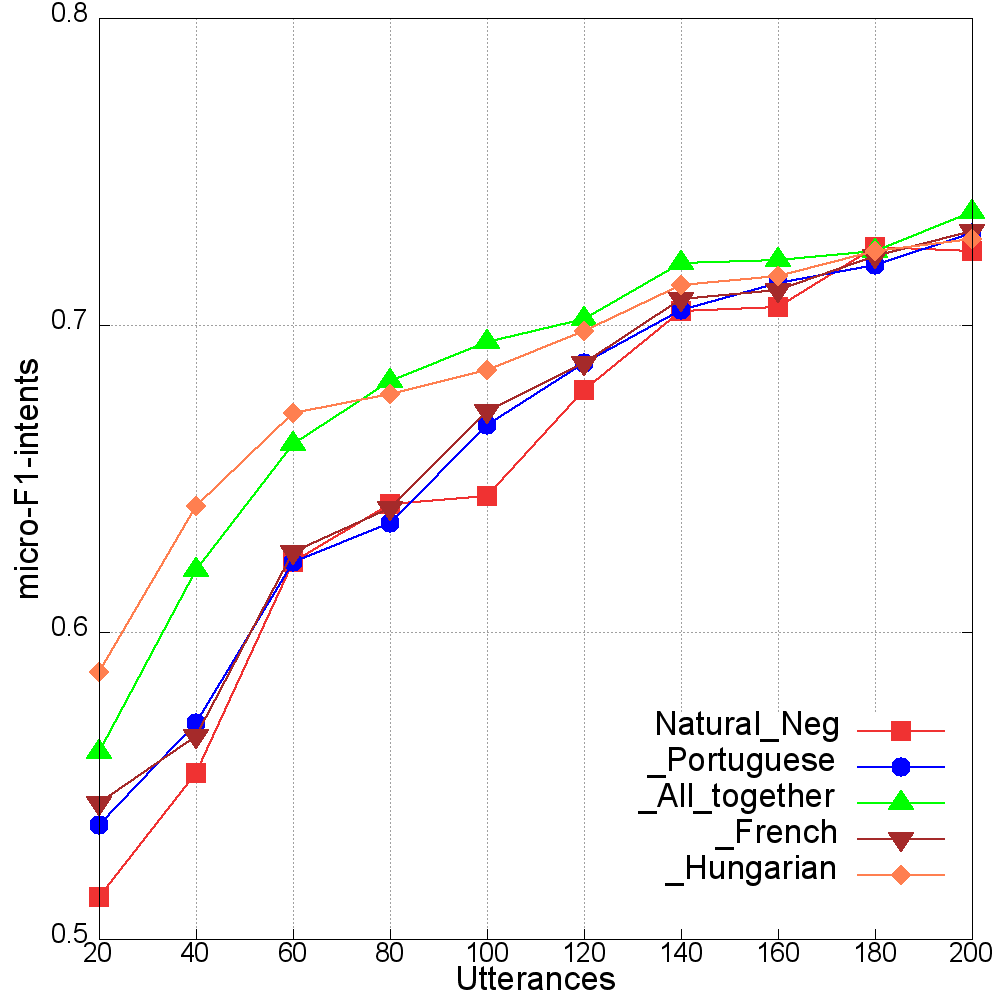 0.8
0.7
0.6
0.5
micro-F1-intents
Natural_Neg
_Portuguese
_All_together
_French
_Hungarian
20 40 60 80 100 120 140 160 180 200
Utterances